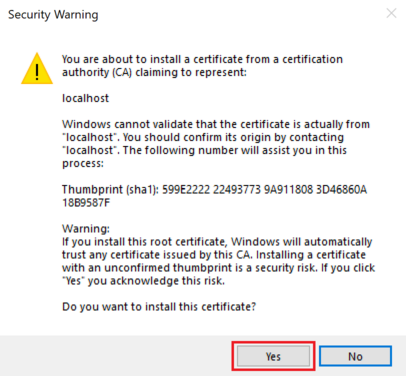 Security Warning
You are about to install a certificate from a certification
authority (CA) claiming to represent:
localhost
Windows cannot validate that the certificate is actually from
"localhost". You should confirm its origin by contacting
"localhost". The following number will assist you in this
process:
Thumbprint (sha1): 599E2222 22493773 9A911808 3D46860A
18B9587F
Warning:
If you install this root certificate, Windows will automatically
trust any certificate issued by this CA. Installing a certificate
with an unconfirmed thumbprint is a security risk. If you click
"Yes" you acknowledge this risk.
Do you want to install this certificate?
Yes
No